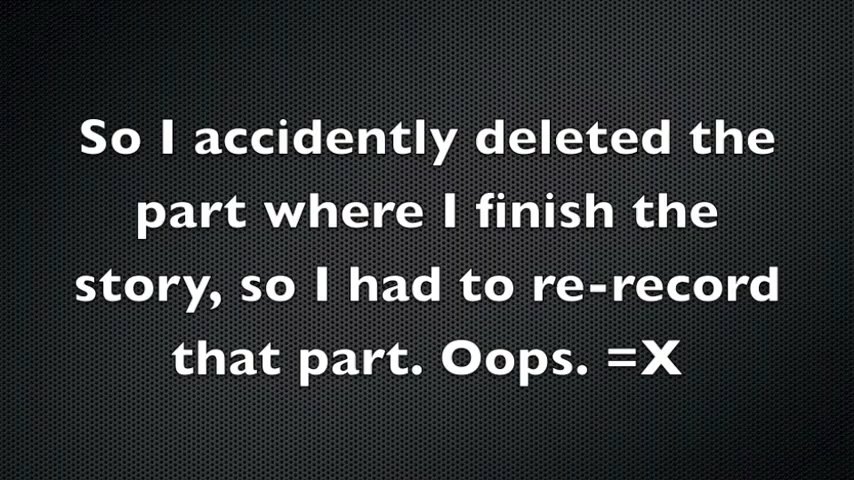 So I accidently deleted the
part where I finish the
story, so I had to re-record
that part. Oops. =X